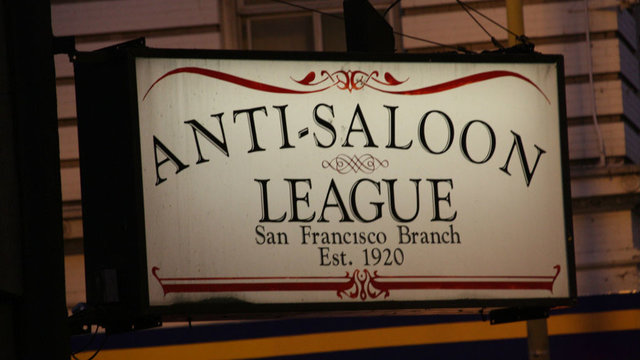 ANTI-SALOON
LEAGUE
San Francisco Branch
Est. 1920